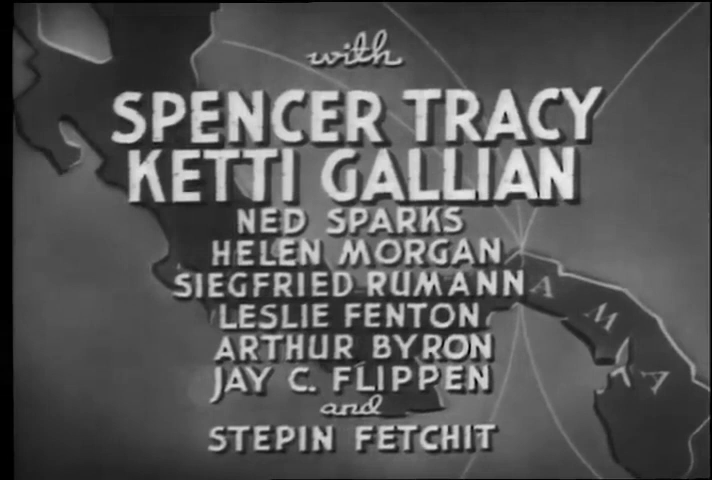 with
SPENCER TRACY
KETTI GALLIAN
NED SPARKS
HELEN MORGAN
SIEGFRIED RUMANN
LESLIE FENTON
ARTHUR BYRON
JAY C. FLIPPEN
and
STEPIN FETCHIT